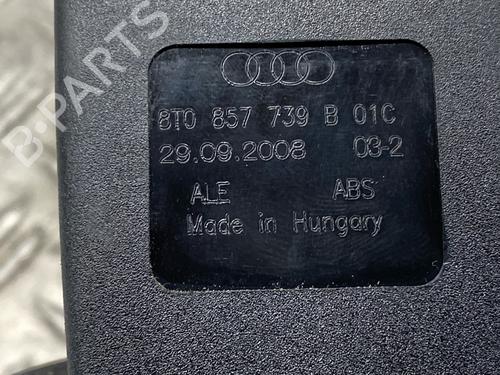 B-PARTS
8T0 857 739 B 01C
29.09.2008 03-2
ALE ABS
Made in Hungary